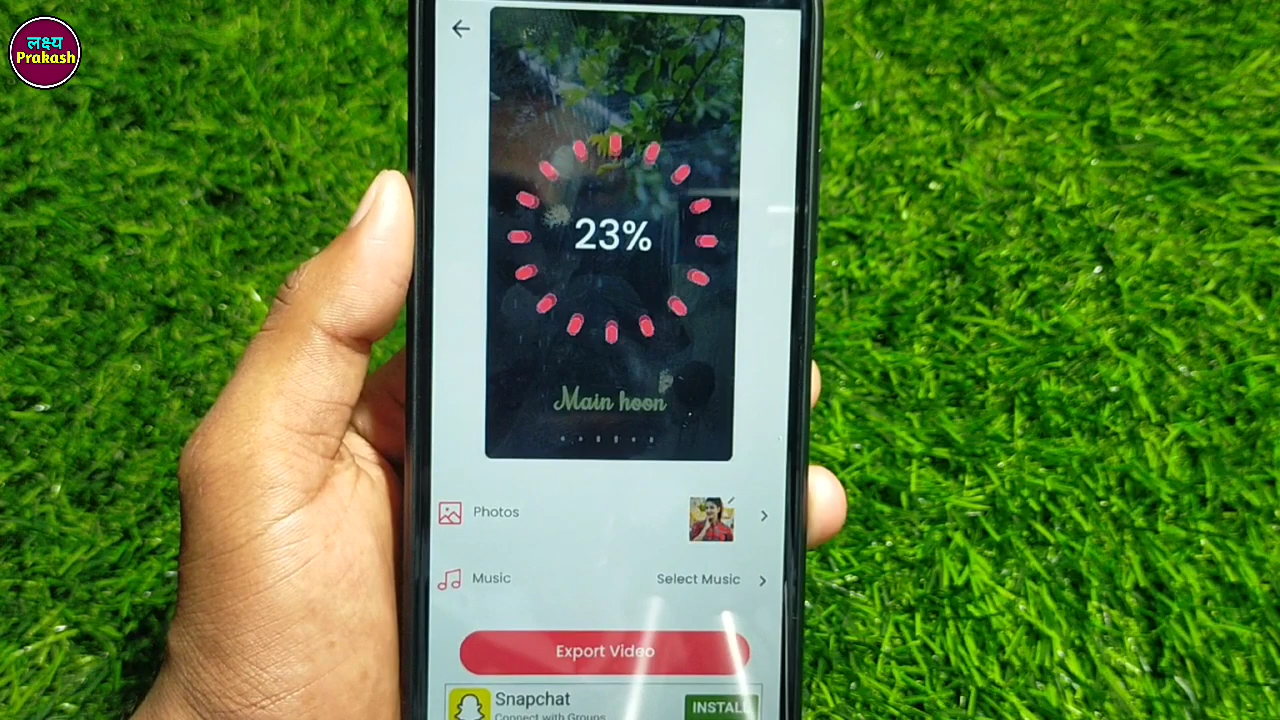 लक्ष्य
Prakash
23%
Main hoon
Photos
Music
Select Music
Export Video
Snapchat
Connect with Groups
INSTALL